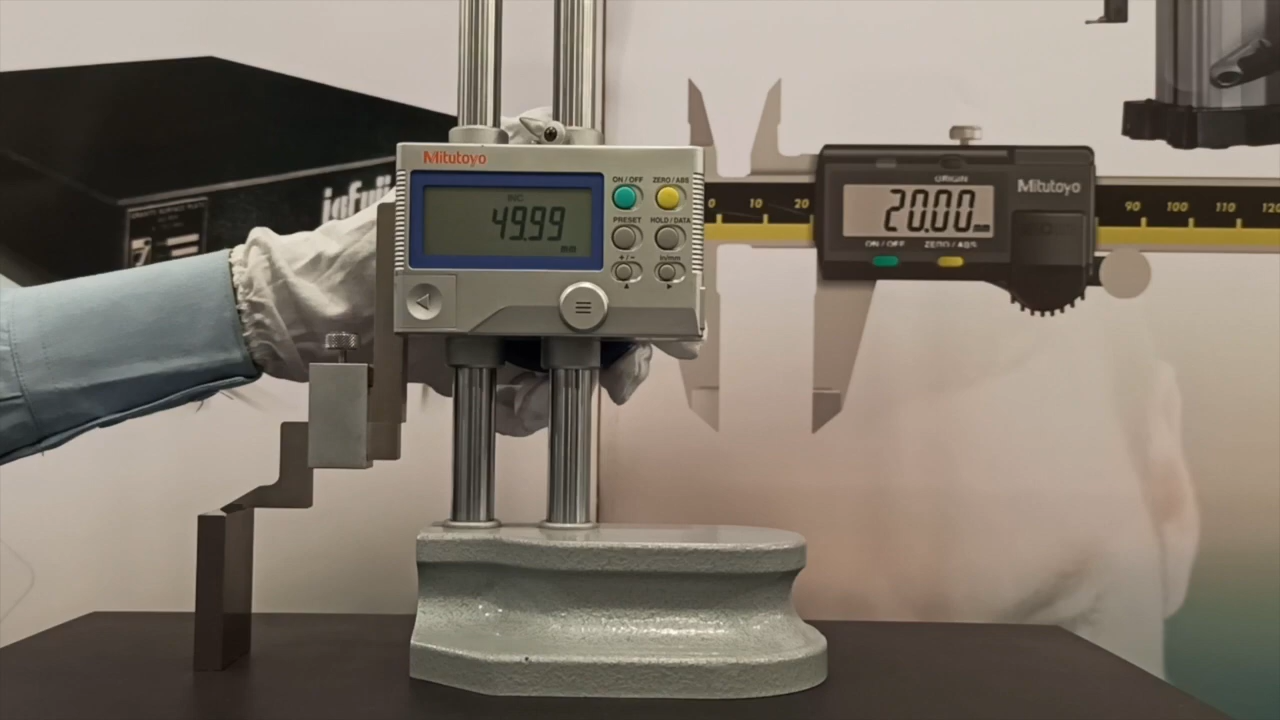 Mitutoyo
ON / OFF ZERO / ABS
INC
49.99
mm
PRESET HOLD / DATA
+ / − in/mm
0 10 20
ORIGIN
Mitutoyo
20.00 mm
ON / OFF ZERO / ABS
90 100 110 120